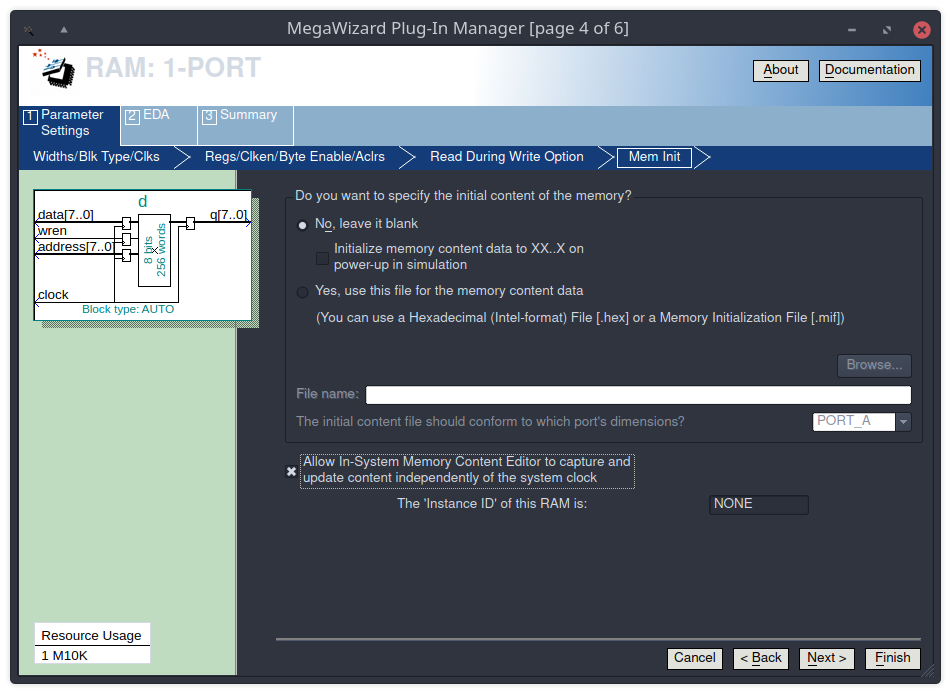 MegaWizard Plug-In Manager [page 4 of 6]
RAM: 1-PORT
About
Documentation
1 Parameter
Settings
2 EDA
3 Summary
Widths/Blk Type/Clks
Regs/Clken/Byte Enable/Aclrs
Read During Write Option
Mem Init
d
data[7..0]
wren
address[7..0]
clock
q[7..0]
8 bits
256 words
Block type: AUTO
Do you want to specify the initial content of the memory?
No, leave it blank
Initialize memory content data to XX..X on
power-up in simulation
Yes, use this file for the memory content data
(You can use a Hexadecimal (Intel-format) File [.hex] or a Memory Initialization File [.mif])
Browse...
File name:
The initial content file should conform to which port's dimensions?
PORT_A
Allow In-System Memory Content Editor to capture and
update content independently of the system clock
The 'Instance ID' of this RAM is:
NONE
Resource Usage
1 M10K
Cancel
< Back
Next >
Finish